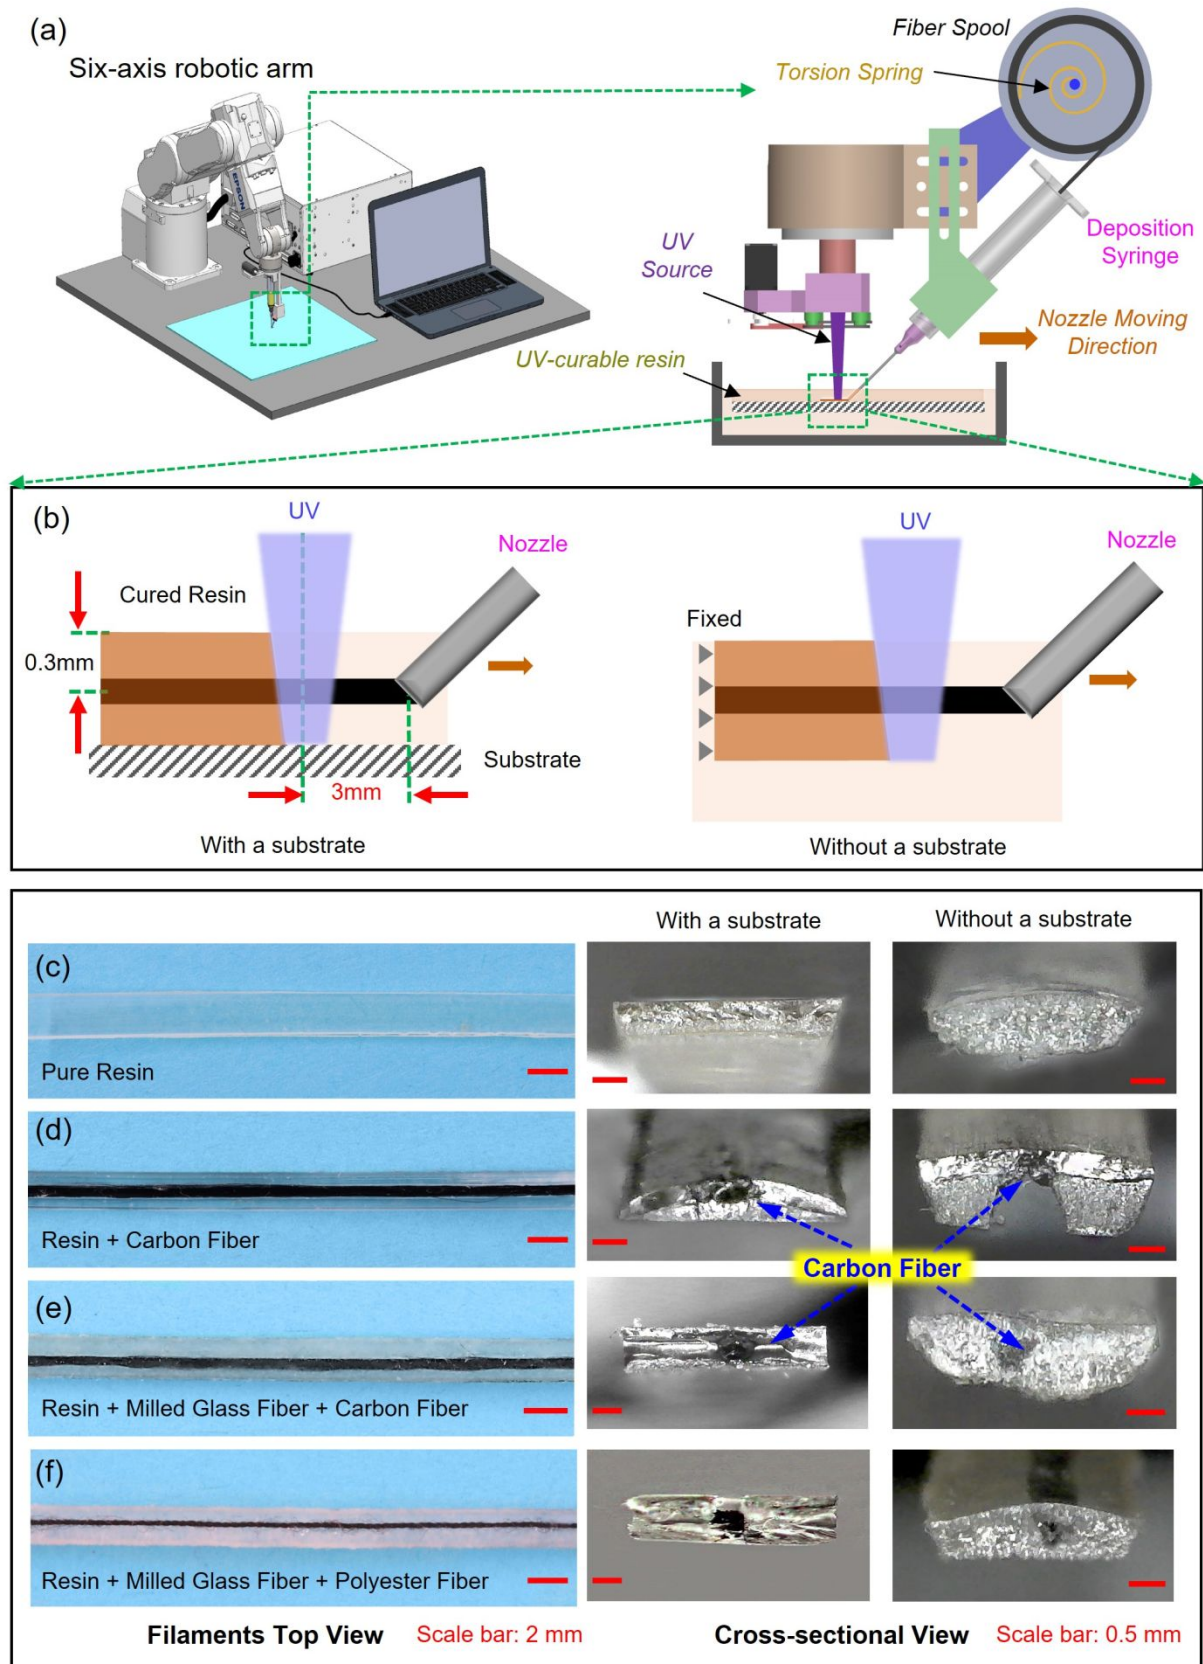 (a)
Six-axis robotic arm
EPSON
Fiber Spool
Torsion Spring
Deposition
Syringe
UV
Source
Nozzle Moving
Direction
UV-curable resin
(b)
UV
Nozzle
Cured Resin
0.3mm
Substrate
3mm
With a substrate
UV
Nozzle
Fixed
Without a substrate
With a substrate
Without a substrate
(c)
Pure Resin
(d)
Resin + Carbon Fiber
Carbon Fiber
(e)
Resin + Milled Glass Fiber + Carbon Fiber
(f)
Resin + Milled Glass Fiber + Polyester Fiber
Filaments Top View Scale bar: 2 mm
Cross-sectional View Scale bar: 0.5 mm